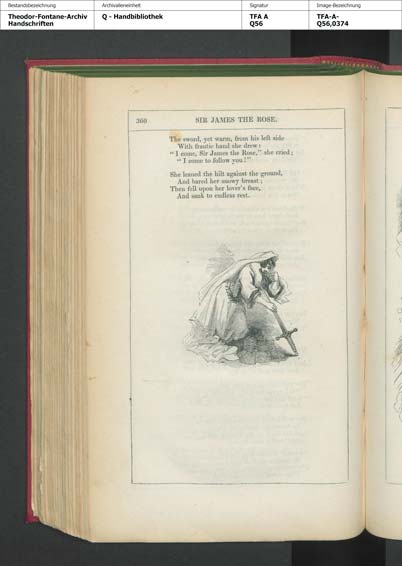 Bestandsbezeichnung
Theodor-Fontane-Archiv
Handschriften
Archivalieneinheit
Q - Handbibliothek
Signatur
TFA A
Q56
Image-Bezeichnung
TFA-A-
Q56,0374
360 SIR JAMES THE ROSE.
The sword, yet warm, from his left side
With frantic hand she drew:
"I come, Sir James the Rose," she cried;
"I come to follow you!"
She leaned the hilt against the ground,
And bared her snowy breast;
Then fell upon her lover's face,
And sunk to endless rest.